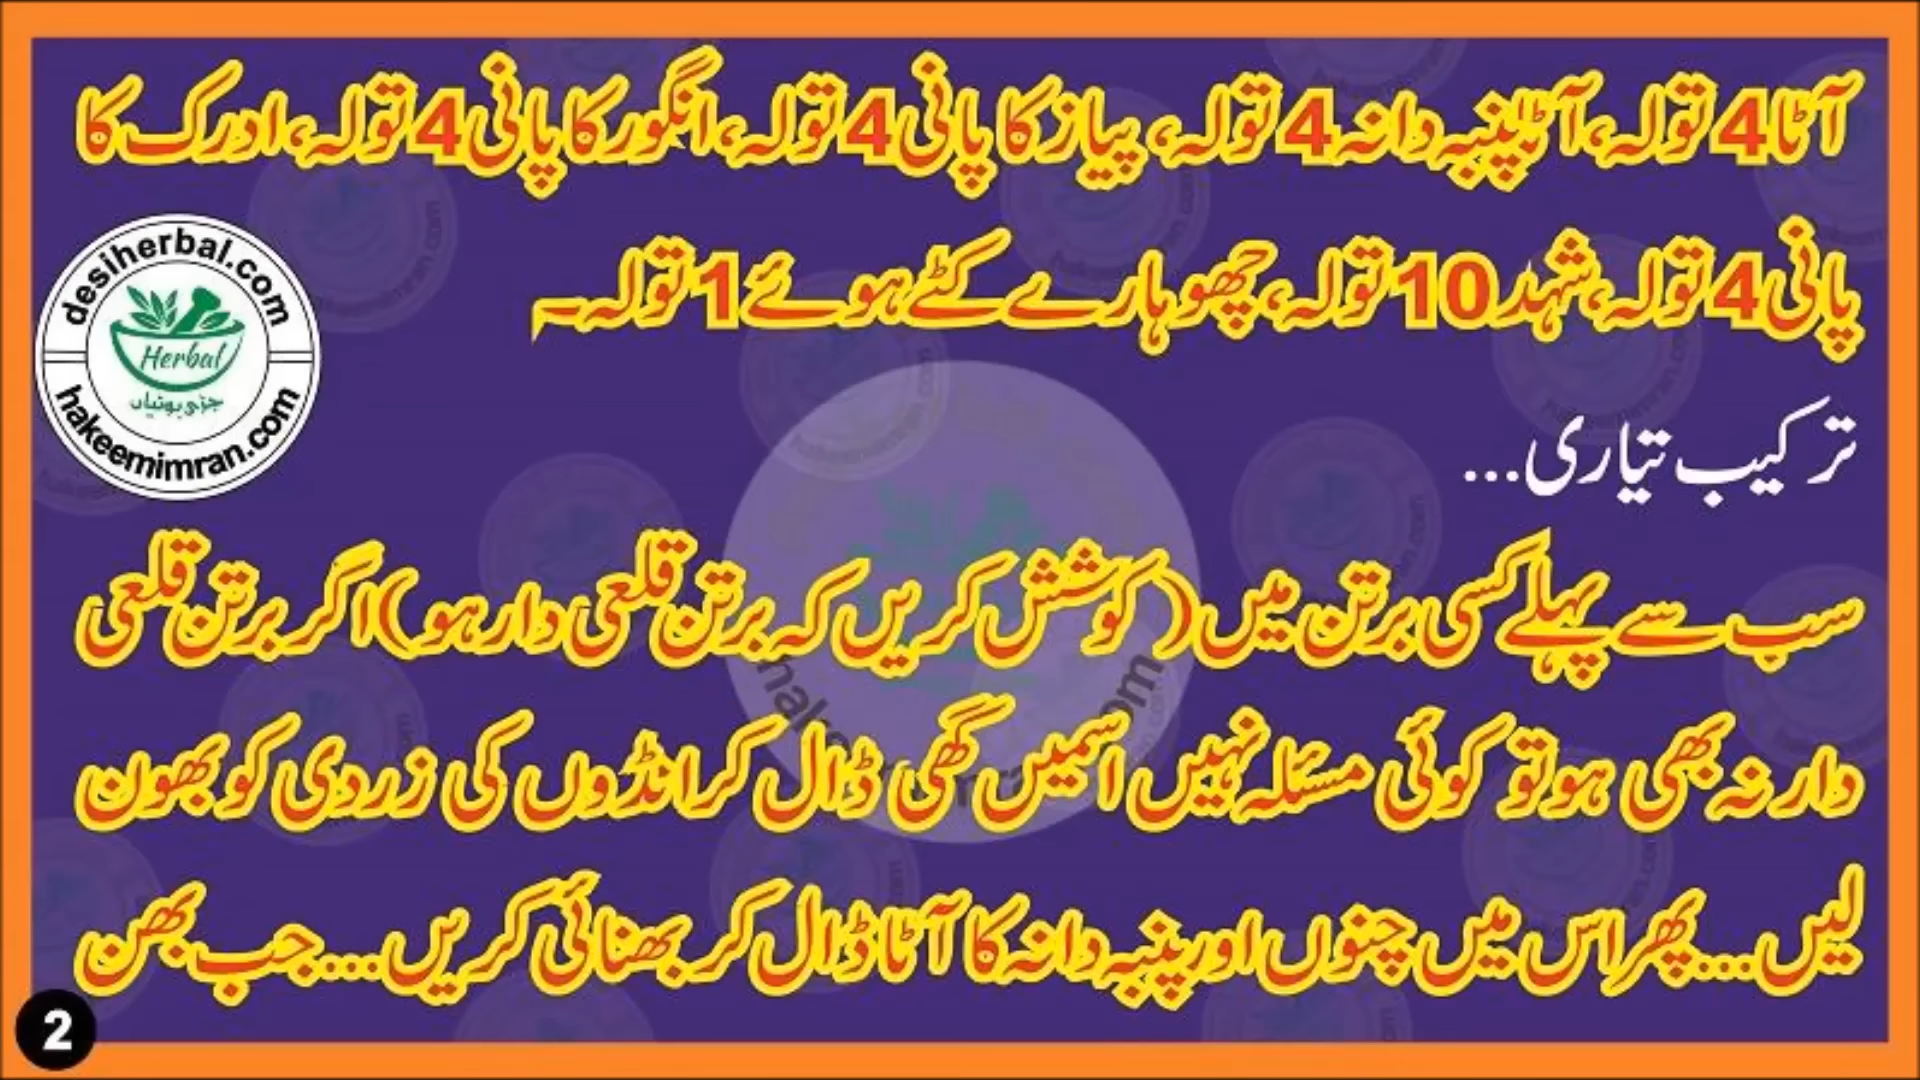 آٹا 4 تولہ، آٹا پنبہ دانہ 4 تولہ، پیاز کا پانی 4 تولہ، انگور کا پانی 4 تولہ، ادرک کا
پانی 4 تولہ، شہد 10 تولہ، چھوہارے کٹے ہوئے 1 تولہ۔
desiherbal.com
Herbal
جڑی بوٹیاں
hakeemimran.com
ترکیب تیاری...
سب سے پہلے کسی برتن میں (کوشش کریں کہ برتن قلعی دار ہو) اگر برتن قلعی
دار نہ بھی ہو تو کوئی مسئلہ نہیں اسمیں گھی ڈال کر انڈوں کی زردی کو بھون
لیں... پھر اس میں چنوں اور پنبہ دانہ کا آٹا ڈال کر بھنائی کریں... جب بھن
2